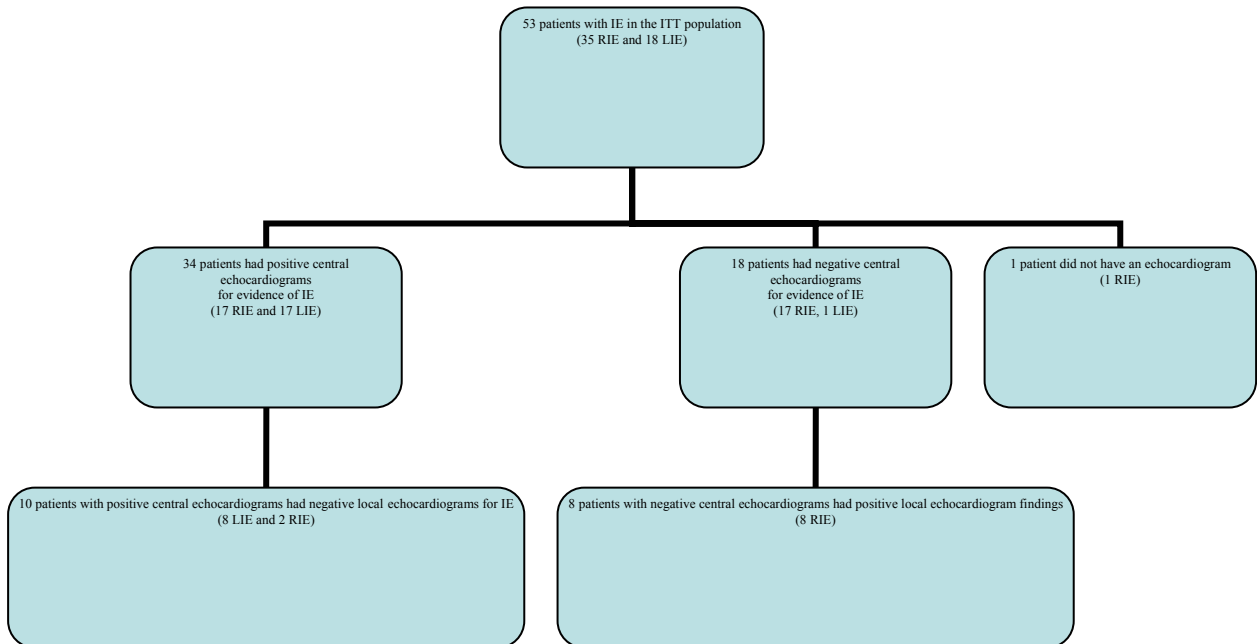 53 patients with IE in the ITT population
(35 RIE and 18 LIE)
34 patients had positive central
echocardiograms
for evidence of IE
(17 RIE and 17 LIE)
18 patients had negative central
echocardiograms
for evidence of IE
(17 RIE, 1 LIE)
1 patient did not have an echocardiogram
(1 RIE)
10 patients with positive central echocardiograms had negative local echocardiograms for IE
(8 LIE and 2 RIE)
8 patients with negative central echocardiograms had positive local echocardiogram findings
(8 RIE)